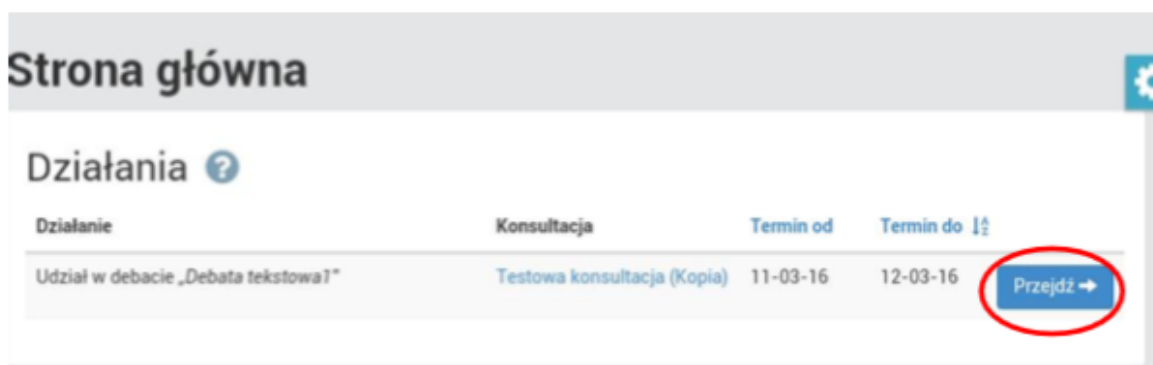 Strona główna
Działania ?
Działanie Konsultacja Termin od Termin do
Udział w debacie „Debata tekstowa1” Testowa konsultacja (Kopia) 11-03-16 12-03-16 Przejdź